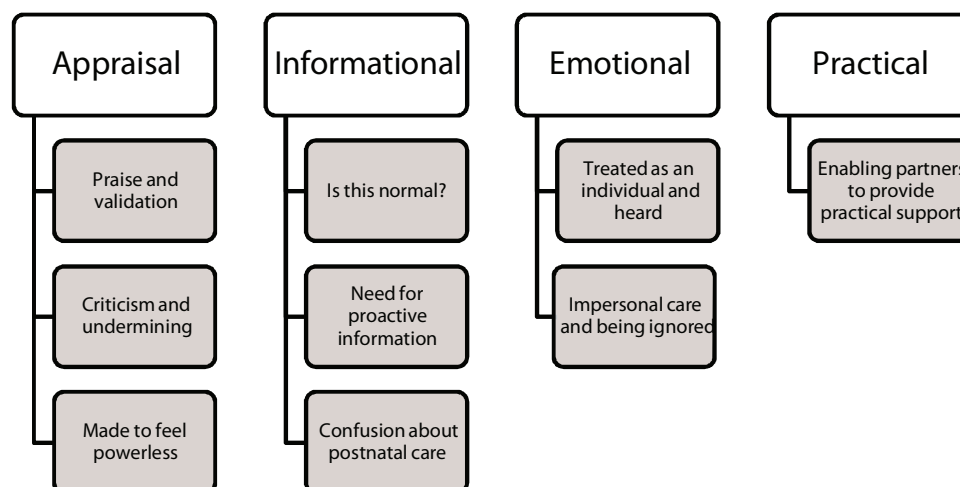 Appraisal
Praise and
validation
Criticism and
undermining
Made to feel
powerless
Informational
Is this normal?
Need for
proactive
information
Confusion about
postnatal care
Emotional
Treated as an
individual and
heard
Impersonal care
and being ignored
Practical
Enabling partners
to provide
practical support